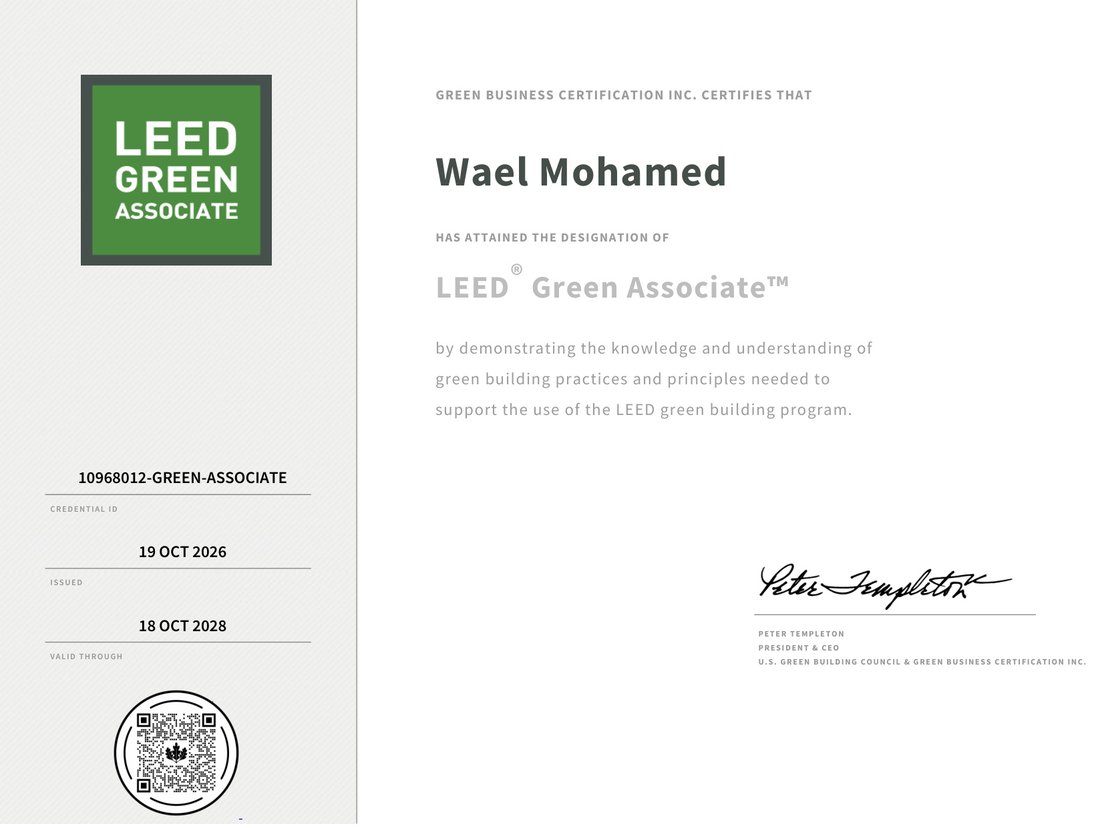 LEED
GREEN
ASSOCIATE
10968012-GREEN-ASSOCIATE
CREDENTIAL ID
19 OCT 2026
ISSUED
18 OCT 2028
VALID THROUGH
GREEN BUSINESS CERTIFICATION INC. CERTIFIES THAT
Wael Mohamed
HAS ATTAINED THE DESIGNATION OF
LEED® Green Associate™
by demonstrating the knowledge and understanding of
green building practices and principles needed to
support the use of the LEED green building program.
Peter Templeton
PETER TEMPLETON
PRESIDENT & CEO
U.S. GREEN BUILDING COUNCIL & GREEN BUSINESS CERTIFICATION INC.